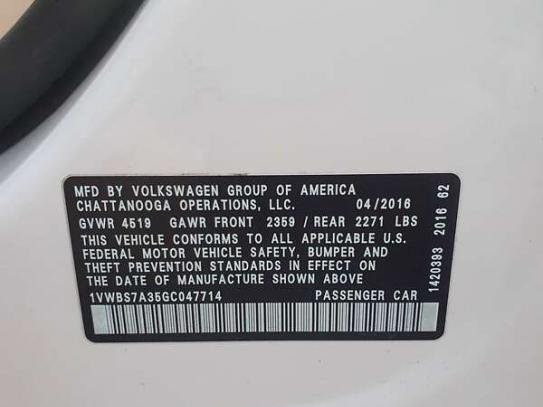 MFD BY VOLKSWAGEN GROUP OF AMERICA
CHATTANOOGA OPERATIONS, LLC. 04/2016
GVWR 4519 GAWR FRONT 2359 / REAR 2271 LBS
THIS VEHICLE CONFORMS TO ALL APPLICABLE U.S.
FEDERAL MOTOR VEHICLE SAFETY, BUMPER AND
THEFT PREVENTION STANDARDS IN EFFECT ON
THE DATE OF MANUFACTURE SHOWN ABOVE
1VWBS7A35GC047714 PASSENGER CAR
1420393 2016 62